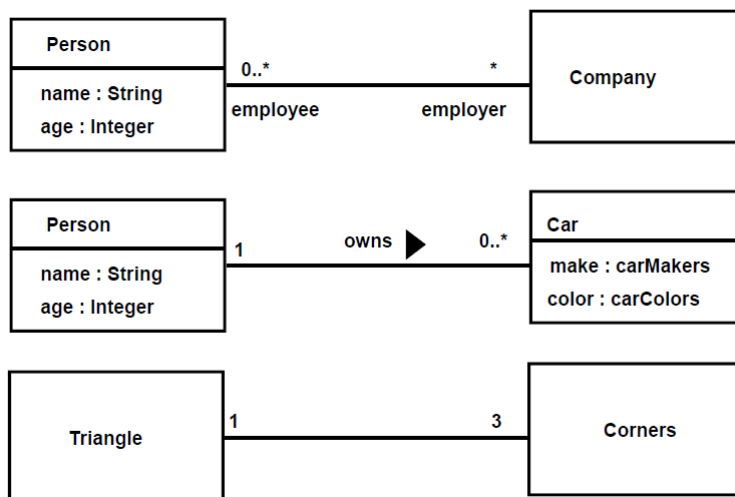 Person
name : String
age : Integer
0..*
*
employee
employer
Company
Person
name : String
age : Integer
1
owns
0..*
Car
make : carMakers
color : carColors
Triangle
1
3
Corners